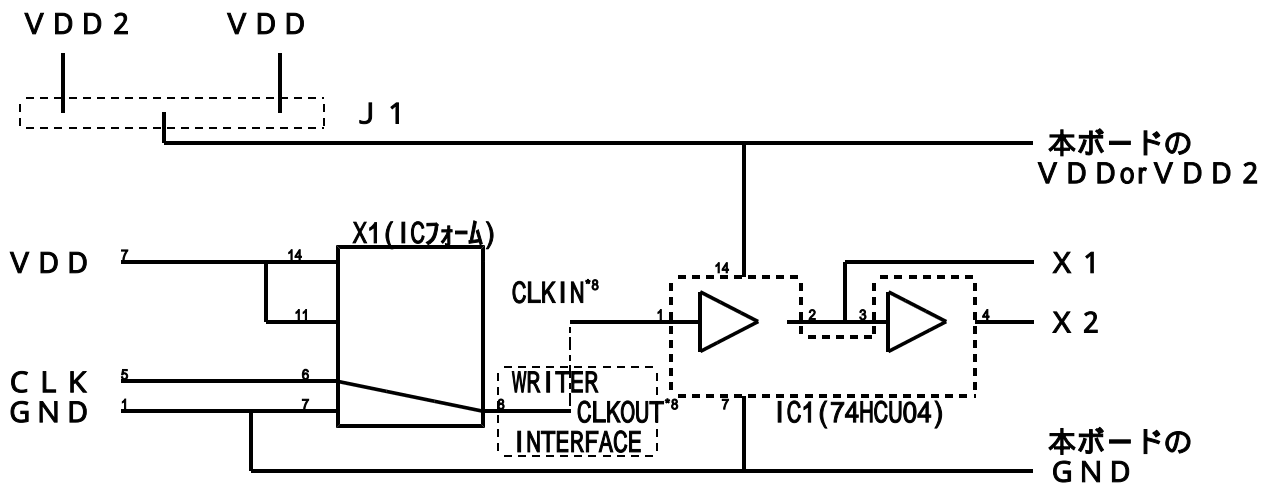 VDD2 VDD
J1
本ボードの
VDDorVDD2
X1(ICフォーム)
VDD 7 14
14
X1
CLKIN*8
11 1 2 3 4 X2
CLK 5 6
WRITER
GND 1 7 8 CLKOUT*8 7 IC1(74HCU04)
INTERFACE
本ボードの
GND